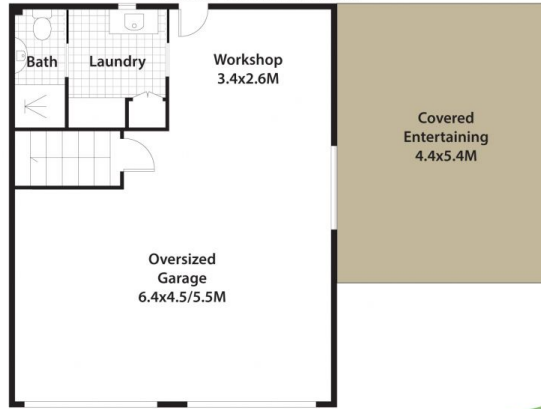 Bath
Laundry
Workshop
3.4x2.6M
Covered
Entertaining
4.4x5.4M
Oversized
Garage
6.4x4.5/5.5M